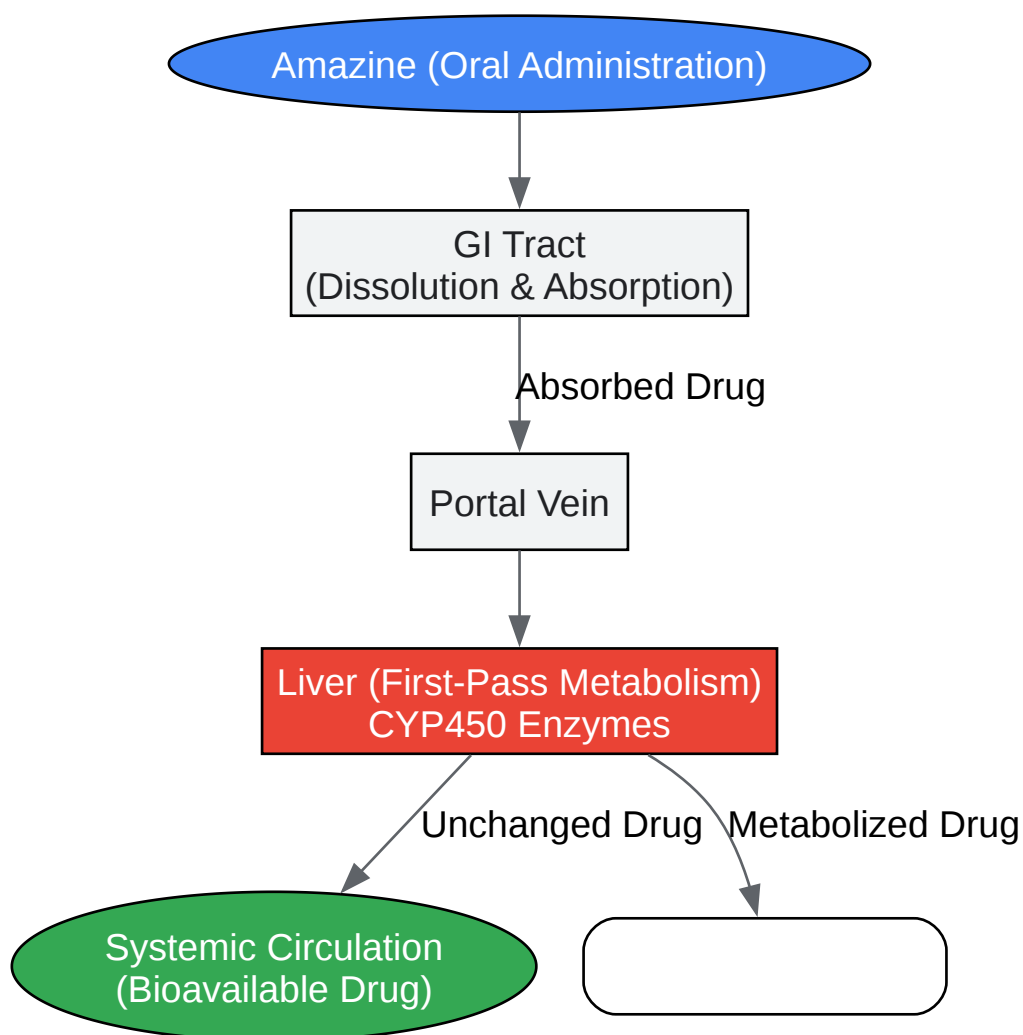 Amazine (Oral Administration)
GI Tract
(Dissolution & Absorption)
Absorbed Drug
Portal Vein
Liver (First-Pass Metabolism)
CYP450 Enzymes
Unchanged Drug
Metabolized Drug
Systemic Circulation
(Bioavailable Drug)